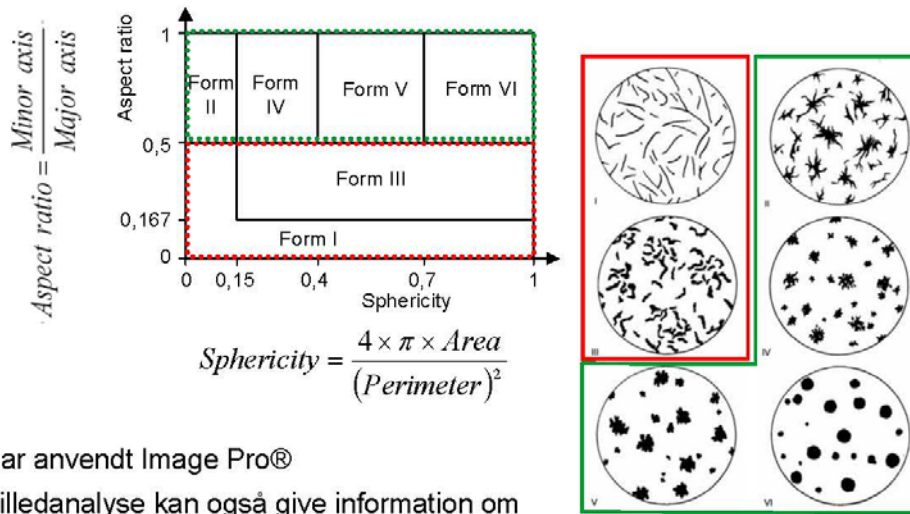 Aspect ratio = Minor axis / Major axis
Aspect ratio
1
0,5
0,167
0
Form II
Form IV
Form V
Form VI
Form III
Form I
0
0,15
0,4
0,7
1
Sphericity
Sphericity = 4 × π × Area / (Perimeter)²
ar anvendt Image Pro®
illedanalyse kan også give information om
I
II
III
IV
V
VI